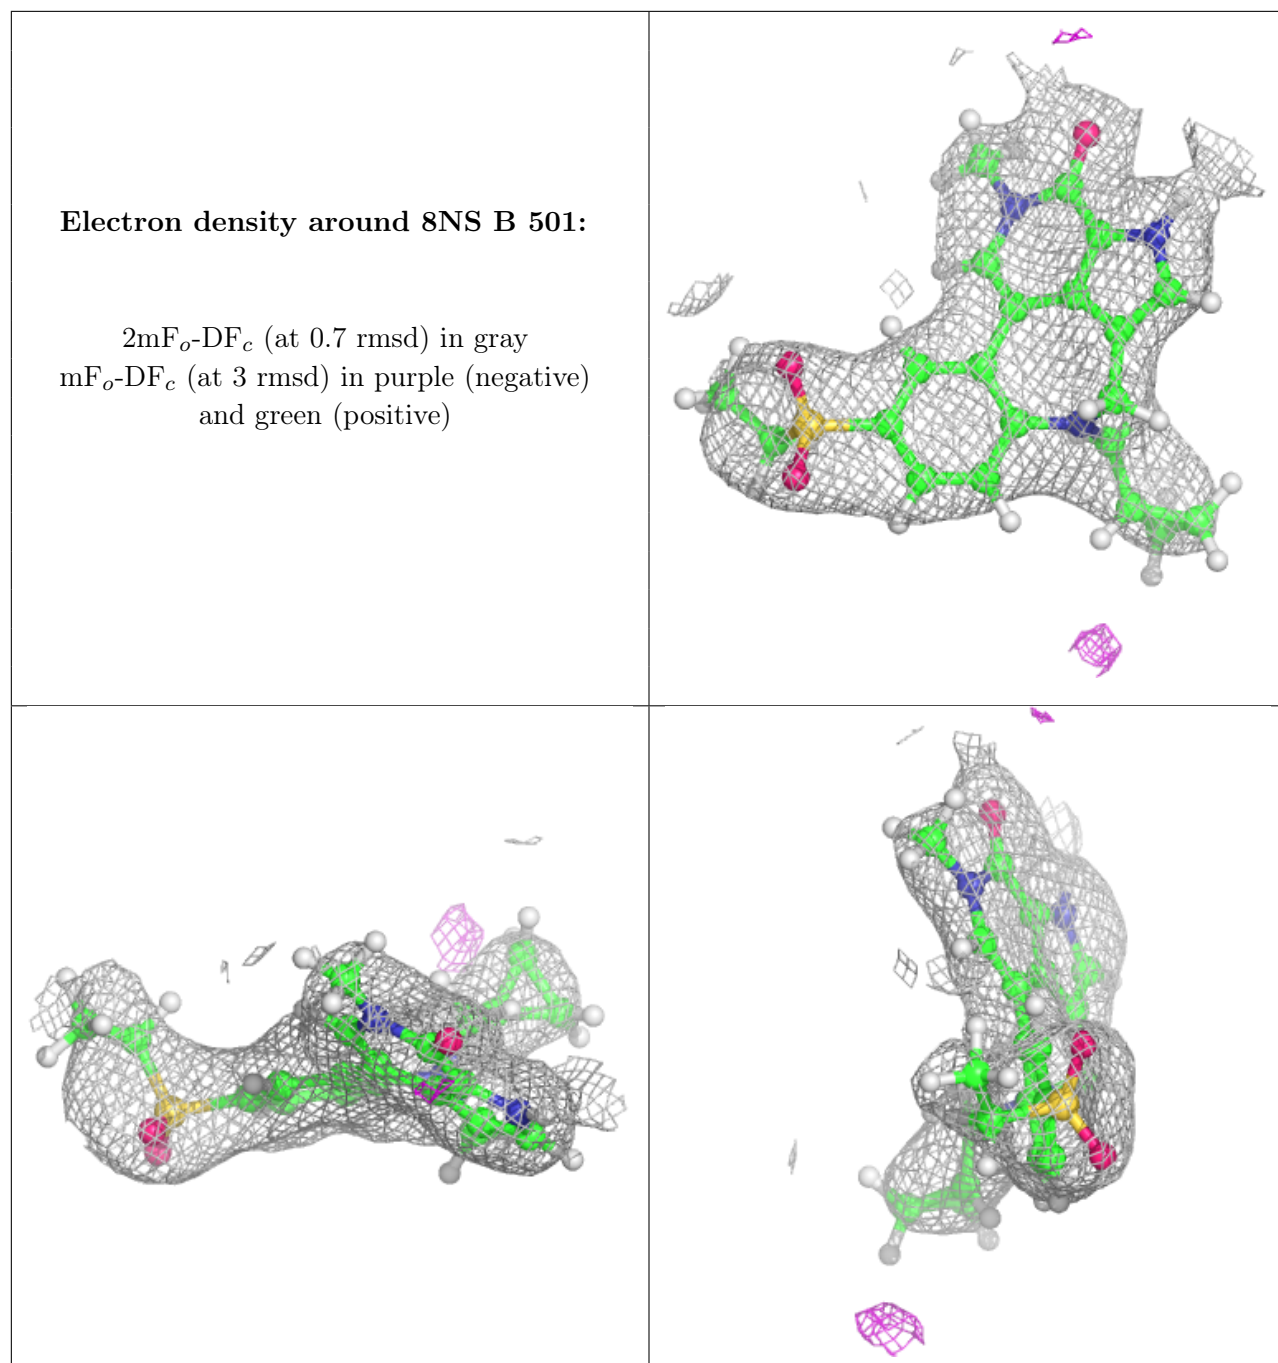 Electron density around 8NS B 501:
2mFo-DFc (at 0.7 rmsd) in gray
mFo-DFc (at 3 rmsd) in purple (negative)
and green (positive)